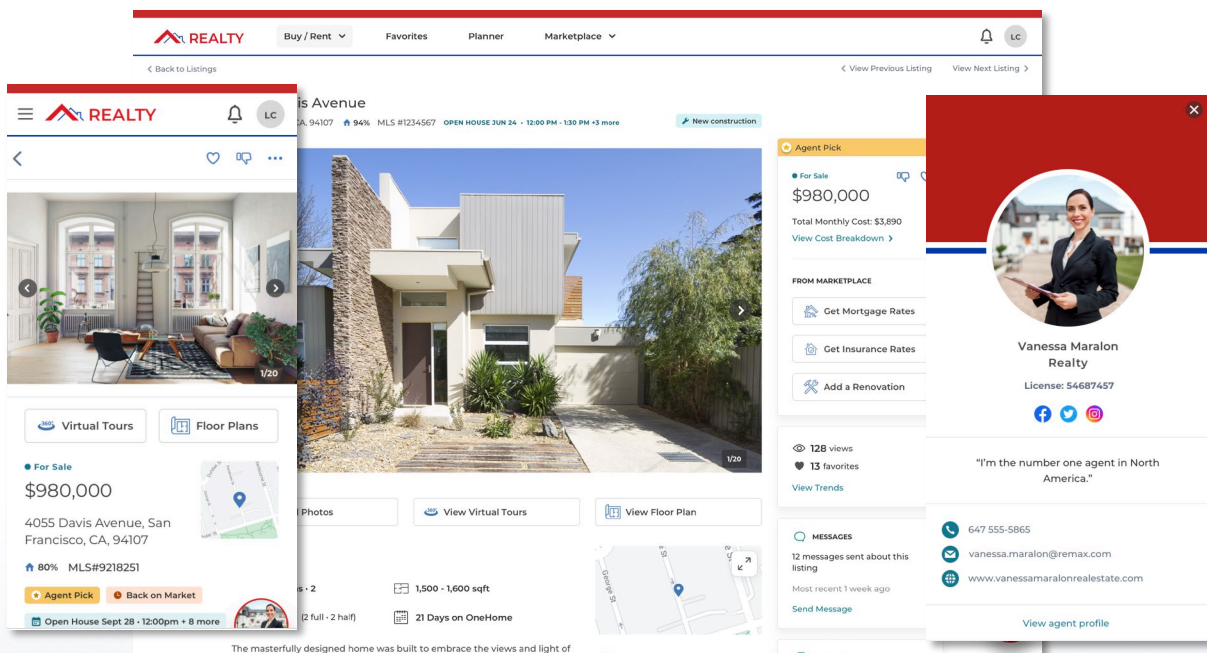 REALTY
Buy / Rent
Favorites
Planner
Marketplace
LC
Back to Listings
View Previous Listing
View Next Listing
is Avenue
CA, 94107
94%
MLS #1234567
OPEN HOUSE JUN 24 • 12:00 PM - 1:30 PM +3 more
New construction
1/20
l Photos
360°
View Virtual Tours
View Floor Plan
s • 2
1,500 - 1,600 sqft
(2 full • 2 half)
21 Days on OneHome
The masterfully designed home was built to embrace the views and light of
George St
Agent Pick
For Sale
$980,000
Total Monthly Cost: $3,890
View Cost Breakdown
FROM MARKETPLACE
Get Mortgage Rates
Get Insurance Rates
Add a Renovation
128 views
13 favorites
View Trends
MESSAGES
12 messages sent about this
listing
Most recent 1 week ago
Send Message
REALTY
LC
1/20
360°
Virtual Tours
Floor Plans
For Sale
$980,000
4055 Davis Avenue, San
Francisco, CA, 94107
80%
MLS#9218251
Agent Pick
Back on Market
Open House Sept 28 • 12:00pm + 8 more
Vanessa Maralon
Realty
License: 54687457
“I’m the number one agent in North
America.”
647 555-5865
vanessa.maralon@remax.com
www.vanessamaralonrealestate.com
View agent profile